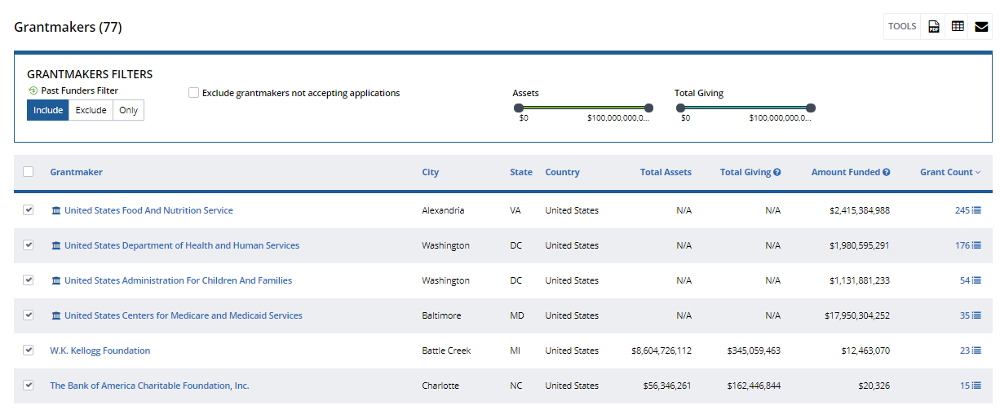 Grantmakers (77)
TOOLS
PDF
GRANTMAKERS FILTERS
Past Funders Filter
Include Exclude Only
Exclude grantmakers not accepting applications
Assets
$0 $100,000,000,0...
Total Giving
$0 $100,000,000,0...
Grantmaker City State Country Total Assets Total Giving Amount Funded Grant Count
United States Food And Nutrition Service Alexandria VA United States N/A N/A $2,415,384,988 245
United States Department of Health and Human Services Washington DC United States N/A N/A $1,980,595,291 176
United States Administration For Children And Families Washington DC United States N/A N/A $1,131,881,233 54
United States Centers for Medicare and Medicaid Services Baltimore MD United States N/A N/A $17,950,304,252 35
W.K. Kellogg Foundation Battle Creek MI United States $8,604,726,112 $345,059,463 $12,463,070 23
The Bank of America Charitable Foundation, Inc. Charlotte NC United States $56,346,261 $162,446,844 $20,326 15